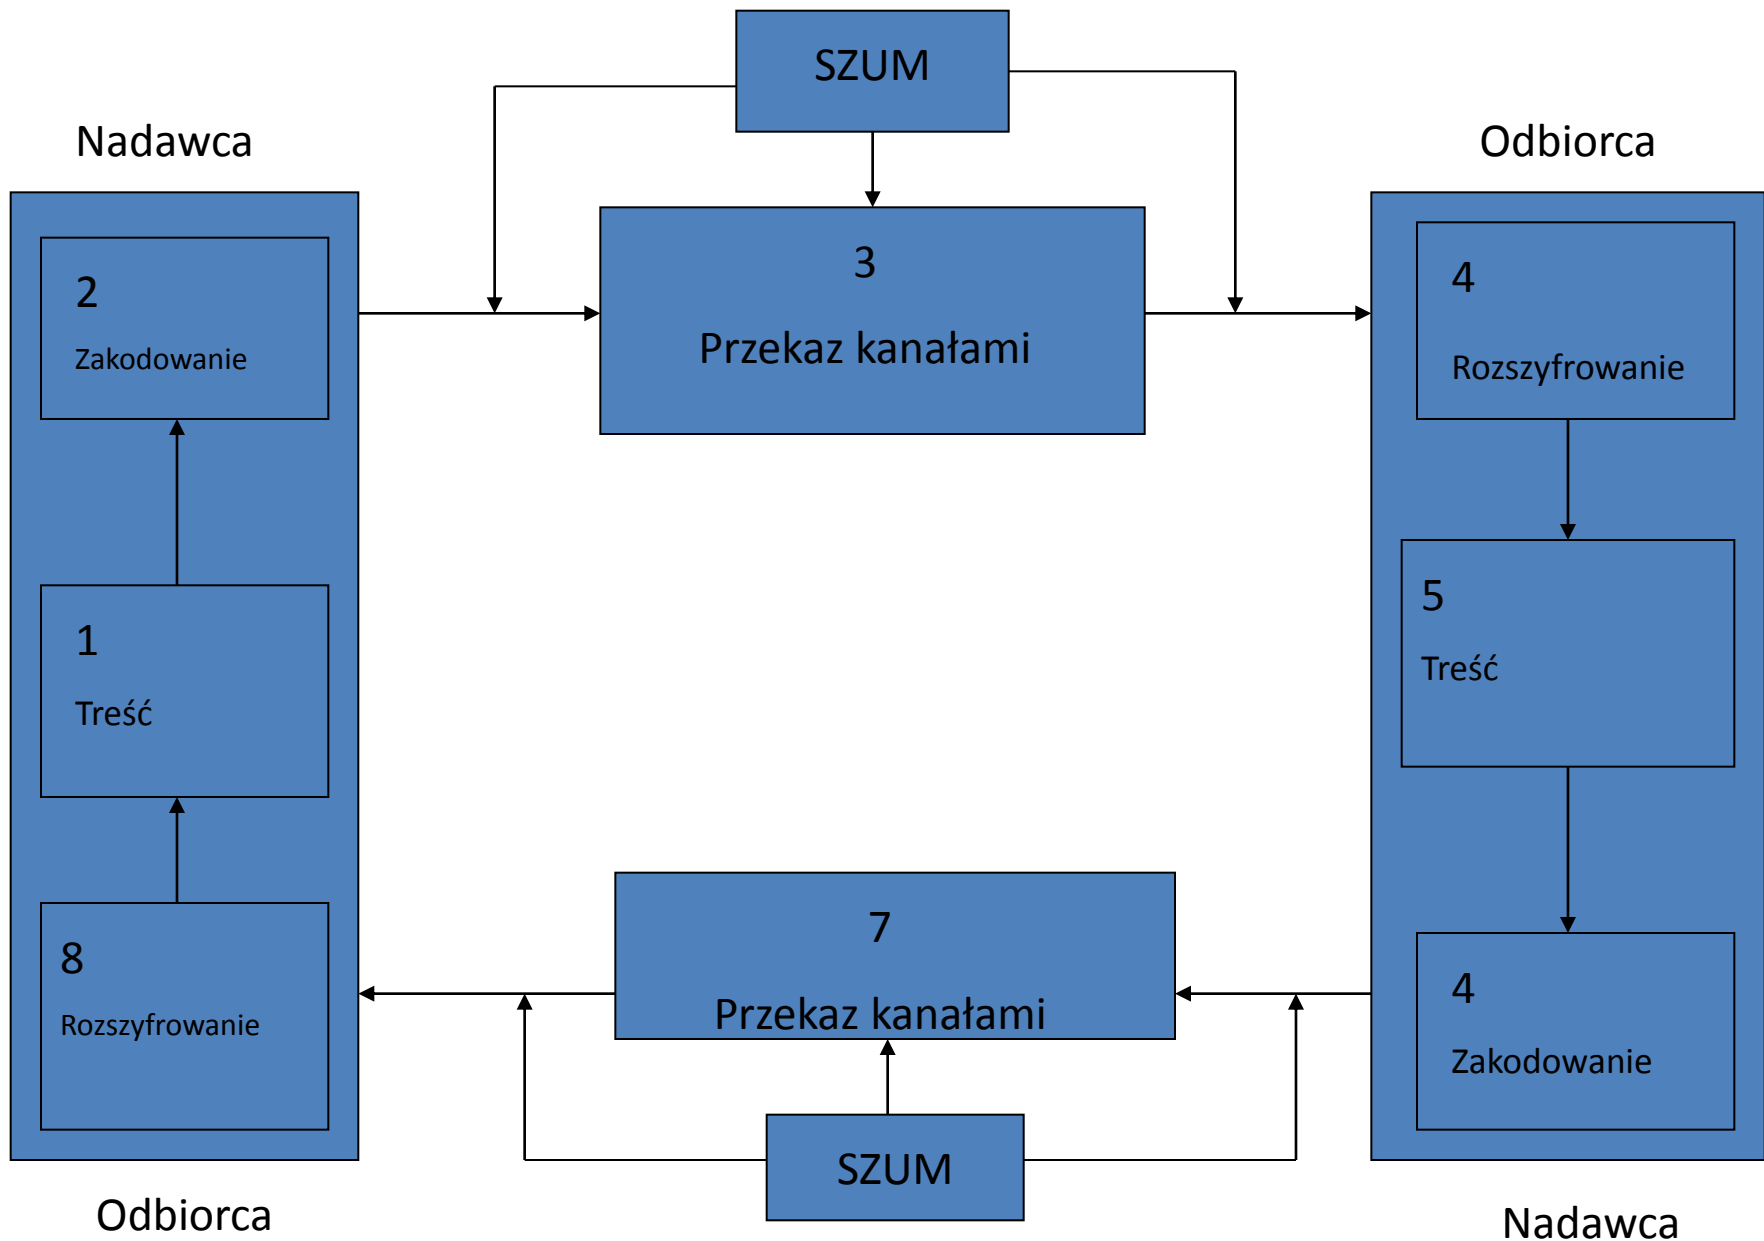 SZUM
Nadawca
Odbiorca
2
Zakodowanie
3
Przekaz kanałami
4
Rozszyfrowanie
1
Treść
5
Treść
8
Rozszyfrowanie
7
Przekaz kanałami
4
Zakodowanie
SZUM
Odbiorca
Nadawca